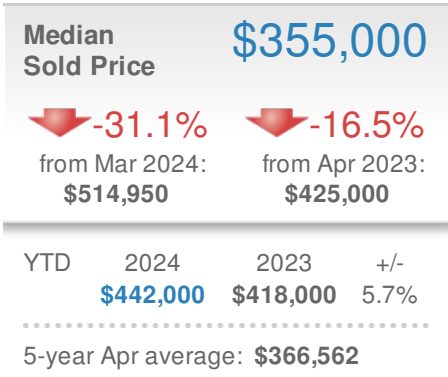 Median
Sold Price
$355,000
-31.1%
-16.5%
from Mar 2024:
from Apr 2023:
$514,950
$425,000
YTD 2024 2023 +/-
$442,000 $418,000 5.7%
5-year Apr average: $366,562